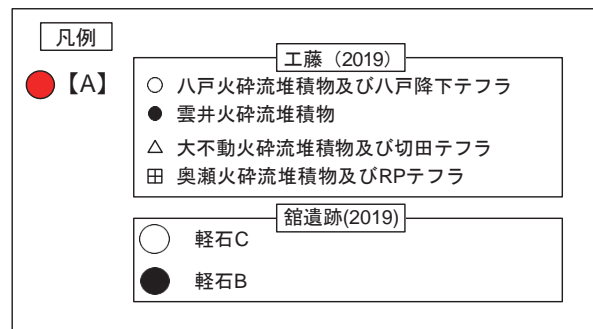 凡例
【A】
工藤（2019）
八戸火砕流堆積物及び八戸降下テフラ
雲井火砕流堆積物
大不動火砕流堆積物及び切田テフラ
奥瀬火砕流堆積物及びRPテフラ
舘遺跡(2019)
軽石C
軽石B